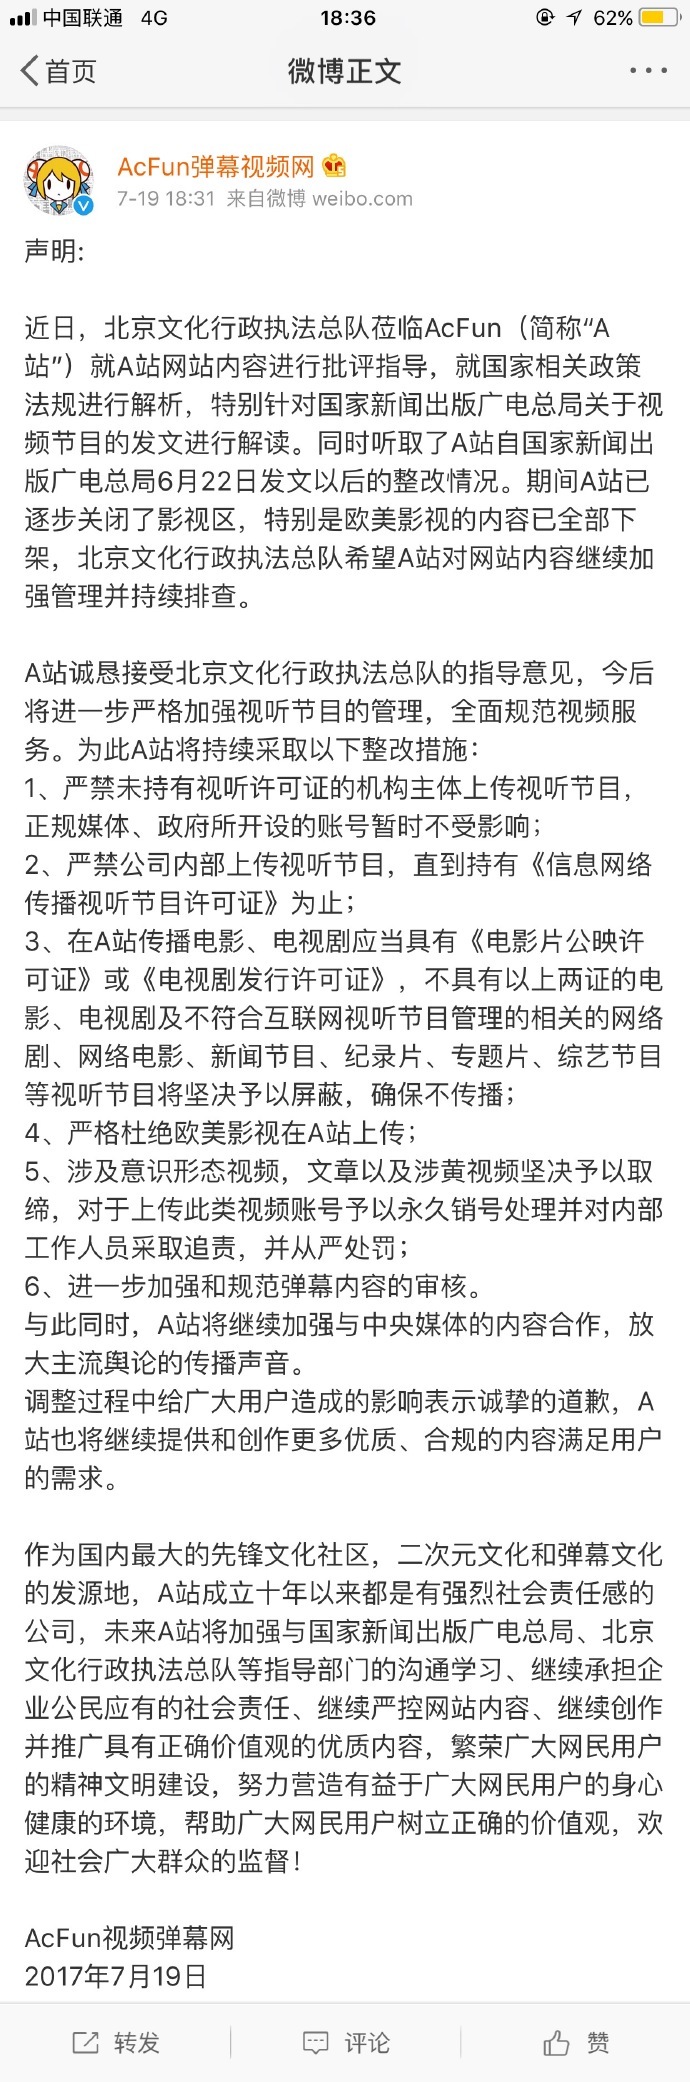 中国联通 4G 18:36 62%
首页 微博正文
AcFun弹幕视频网
7-19 18:31 来自微博 weibo.com
声明:
近日，北京文化行政执法总队莅临AcFun（简称“A
站”）就A站网站内容进行批评指导，就国家相关政策
法规进行解析，特别针对国家新闻出版广电总局关于视
频节目的发文进行解读。同时听取了A站自国家新闻出
版广电总局6月22日发文以后的整改情况。期间A站已
逐步关闭了影视区，特别是欧美影视的内容已全部下
架，北京文化行政执法总队希望A站对网站内容继续加
强管理并持续排查。
A站诚恳接受北京文化行政执法总队的指导意见，今后
将进一步严格加强视听节目的管理，全面规范视频服
务。为此A站将持续采取以下整改措施：
1、严禁未持有视听许可证的机构主体上传视听节目，
正规媒体、政府所开设的账号暂时不受影响；
2、严禁公司内部上传视听节目，直到持有《信息网络
传播视听节目许可证》为止；
3、在A站传播电影、电视剧应当具有《电影片公映许
可证》或《电视剧发行许可证》，不具有以上两证的电
影、电视剧及不符合互联网视听节目管理的相关的网络
剧、网络电影、新闻节目、纪录片、专题片、综艺节目
等视听节目将坚决予以屏蔽，确保不传播；
4、严格杜绝欧美影视在A站上传；
5、涉及意识形态视频，文章以及涉黄视频坚决予以取
缔，对于上传此类视频账号予以永久销号处理并对内部
工作人员采取追责，并从严处罚；
6、进一步加强和规范弹幕内容的审核。
与此同时，A站将继续加强与中央媒体的内容合作，放
大主流舆论的传播声音。
调整过程中给广大用户造成的影响表示诚挚的道歉，A
站也将继续提供和创作更多优质、合规的内容满足用户
的需求。
作为国内最大的先锋文化社区，二次元文化和弹幕文化
的发源地，A站成立十年以来都是有强烈社会责任感的
公司，未来A站将加强与国家新闻出版广电总局、北京
文化行政执法总队等指导部门的沟通学习、继续承担企
业公民应有的社会责任、继续严控网站内容、继续创作
并推广具有正确价值观的优质内容，繁荣广大网民用户
的精神文明建设，努力营造有益于广大网民用户的身心
健康的环境，帮助广大网民用户树立正确的价值观，欢
迎社会广大群众的监督！
AcFun视频弹幕网
2017年7月19日
转发 评论 赞